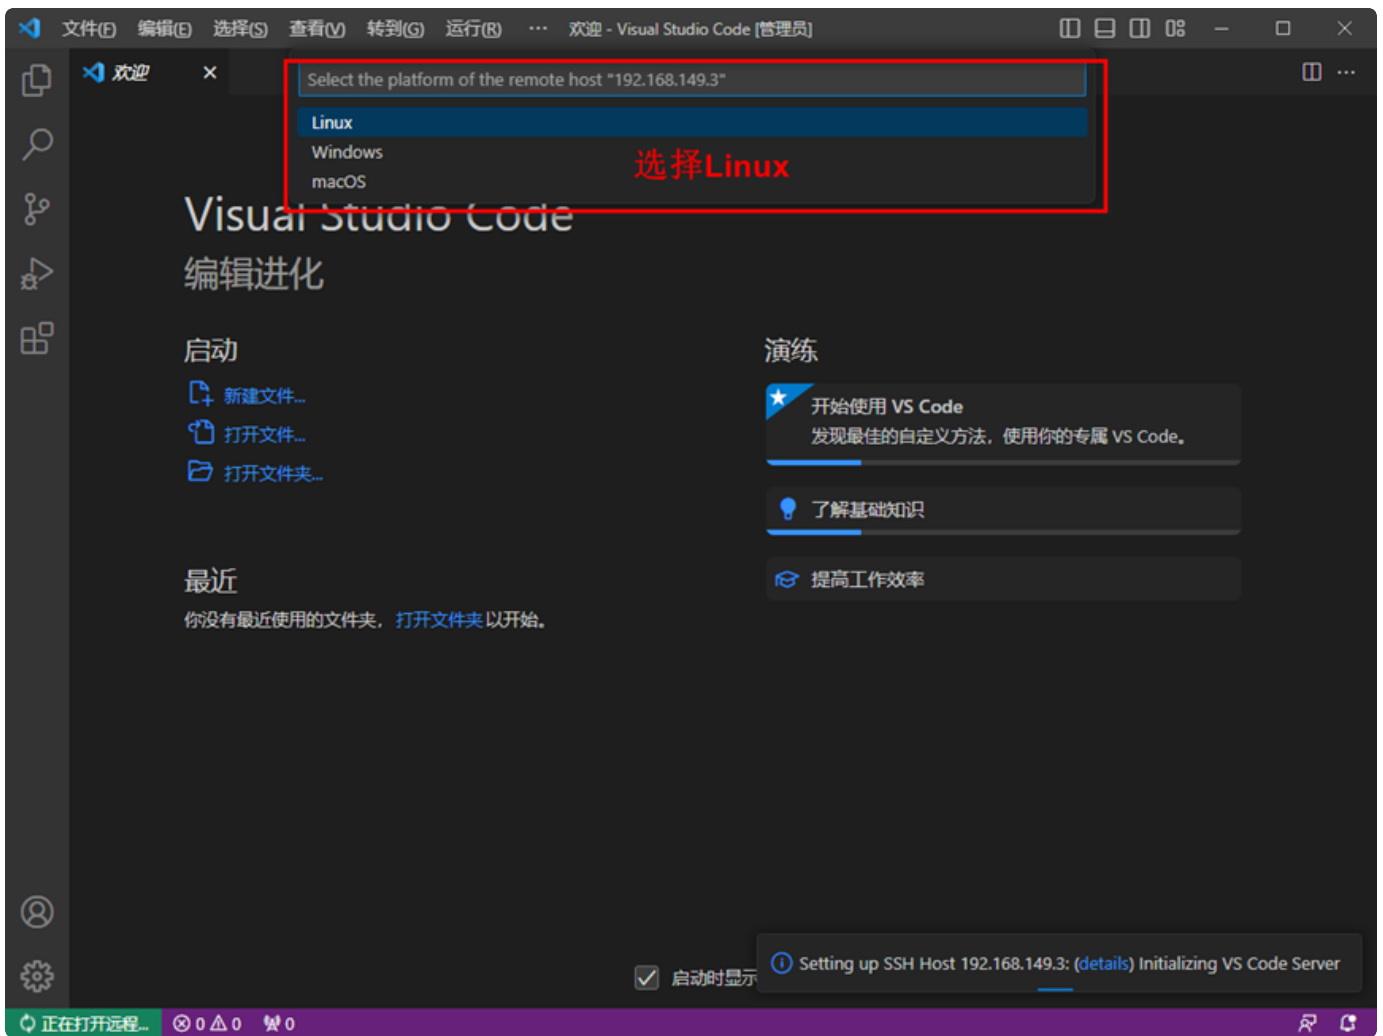 文件(F) 编辑(E) 选择(S) 查看(V) 转到(G) 运行(R) ··· 欢迎 - Visual Studio Code [管理员]
欢迎
Select the platform of the remote host "192.168.149.3"
Linux
Windows
macOS
选择Linux
Visual Studio Code
编辑进化
启动
新建文件...
打开文件...
打开文件夹...
最近
你没有最近使用的文件夹，打开文件夹以开始。
演练
开始使用 VS Code
发现最佳的自定义方法，使用你的专属 VS Code。
了解基础知识
提高工作效率
启动时显示
Setting up SSH Host 192.168.149.3: (details) Initializing VS Code Server
正在打开远程... 0 0 0